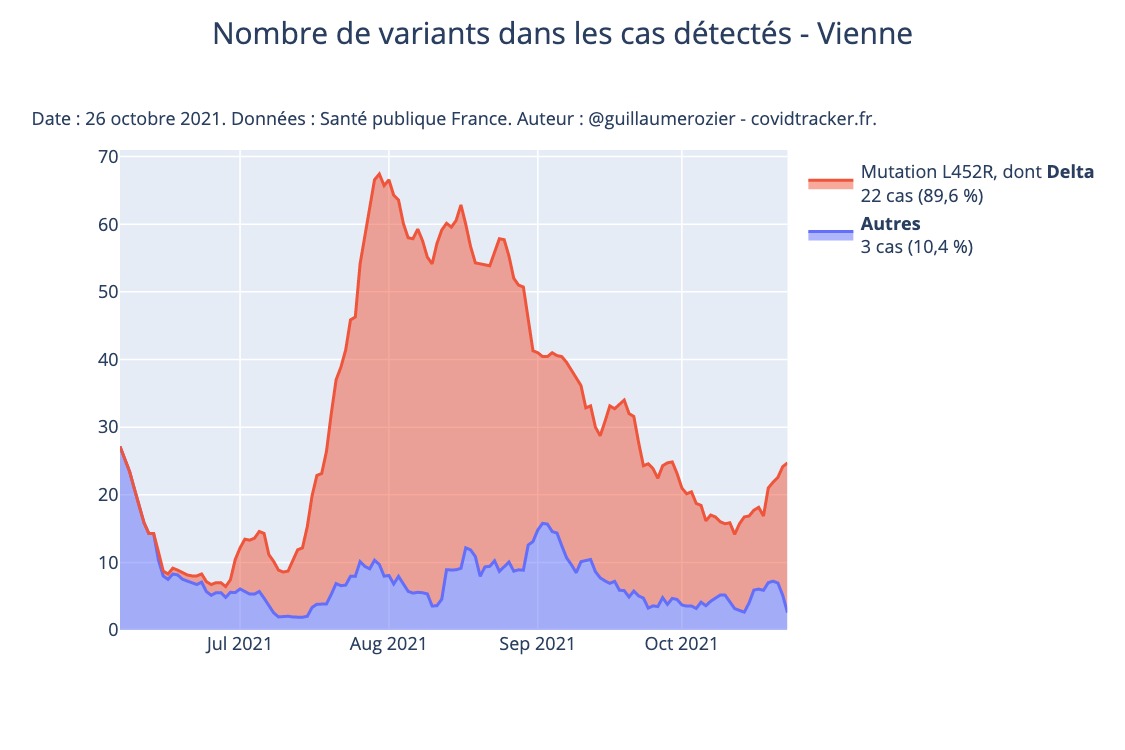 Nombre de variants dans les cas détectés - Vienne
Date : 26 octobre 2021. Données : Santé publique France. Auteur : @guillaumerozier - covidtracker.fr.
70
60
50
40
30
20
10
0
Jul 2021
Aug 2021
Sep 2021
Oct 2021
Mutation L452R, dont Delta
22 cas (89,6 %)
Autres
3 cas (10,4 %)